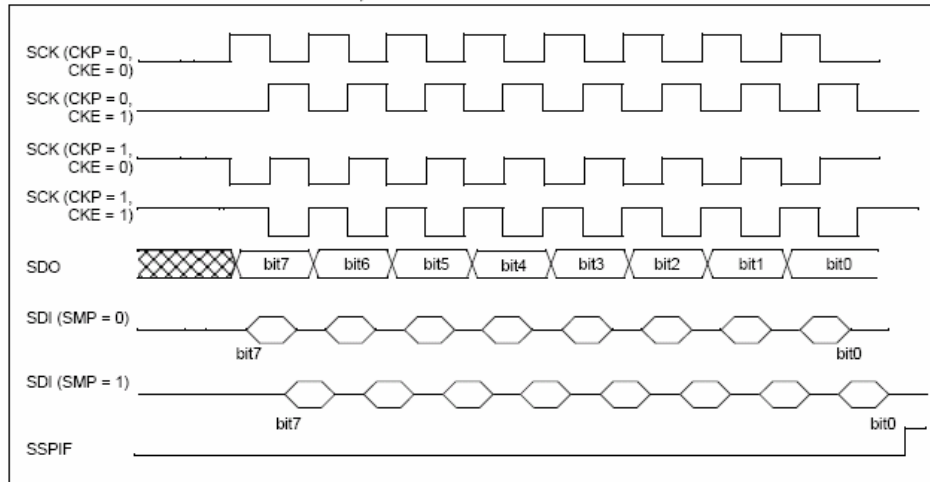 SCK (CKP = 0,
CKE = 0)
SCK (CKP = 0,
CKE = 1)
SCK (CKP = 1,
CKE = 0)
SCK (CKP = 1,
CKE = 1)
SDO bit7 bit6 bit5 bit4 bit3 bit2 bit1 bit0
SDI (SMP = 0)
bit7 bit0
SDI (SMP = 1)
bit7 bit0
SSPIF